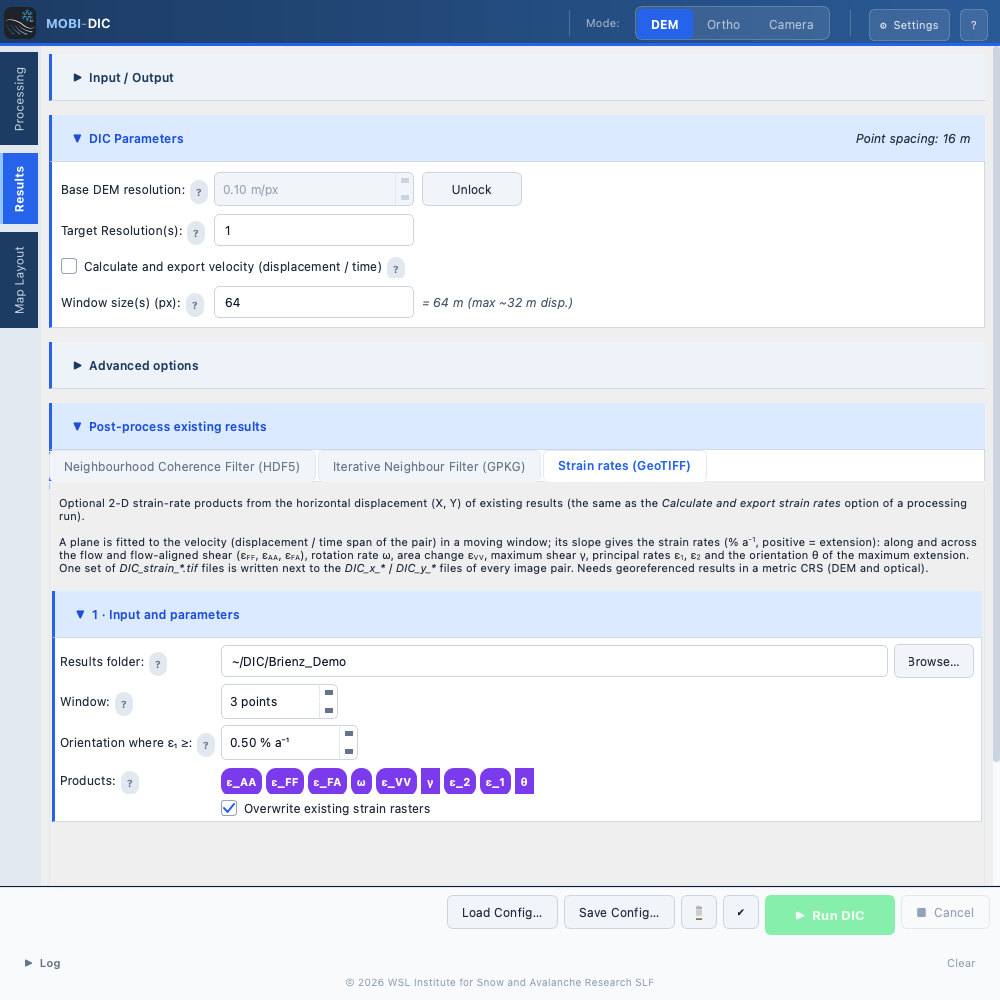 MOBI-DIC
Mode:
DEM
Ortho
Camera
Settings
?
Processing
Results
Map Layout
Input / Output
DIC Parameters
Point spacing: 16 m
Base DEM resolution: ? 0.10 m/px Unlock
Target Resolution(s): ? 1
Calculate and export velocity (displacement / time) ?
Window size(s) (px): ? 64 = 64 m (max ~32 m disp.)
Advanced options
Post-process existing results
Neighbourhood Coherence Filter (HDF5)
Iterative Neighbour Filter (GPKG)
Strain rates (GeoTIFF)
Optional 2-D strain-rate products from the horizontal displacement (X, Y) of existing results (the same as the Calculate and export strain rates option of a processing
run).
A plane is fitted to the velocity (displacement / time span of the pair) in a moving window; its slope gives the strain rates (% a⁻¹, positive = extension): along and across
the flow and flow-aligned shear (ε_FF, ε_AA, ε_FA), rotation rate ω, area change ε_VV, maximum shear γ, principal rates ε₁, ε₂ and the orientation θ of the maximum extension.
One set of DIC_strain_*.tif files is written next to the DIC_x_* / DIC_y_* files of every image pair. Needs georeferenced results in a metric CRS (DEM and optical).
1 · Input and parameters
Results folder: ? ~/DIC/Brienz_Demo Browse...
Window: ? 3 points
Orientation where ε₁ ≥: ? 0.50 % a⁻¹
Products: ? ε_AA ε_FF ε_FA ω ε_VV γ ε_2 ε_1 θ
Overwrite existing strain rasters
Load Config...
Save Config...
Run DIC
Cancel
Log
Clear
© 2026 WSL Institute for Snow and Avalanche Research SLF